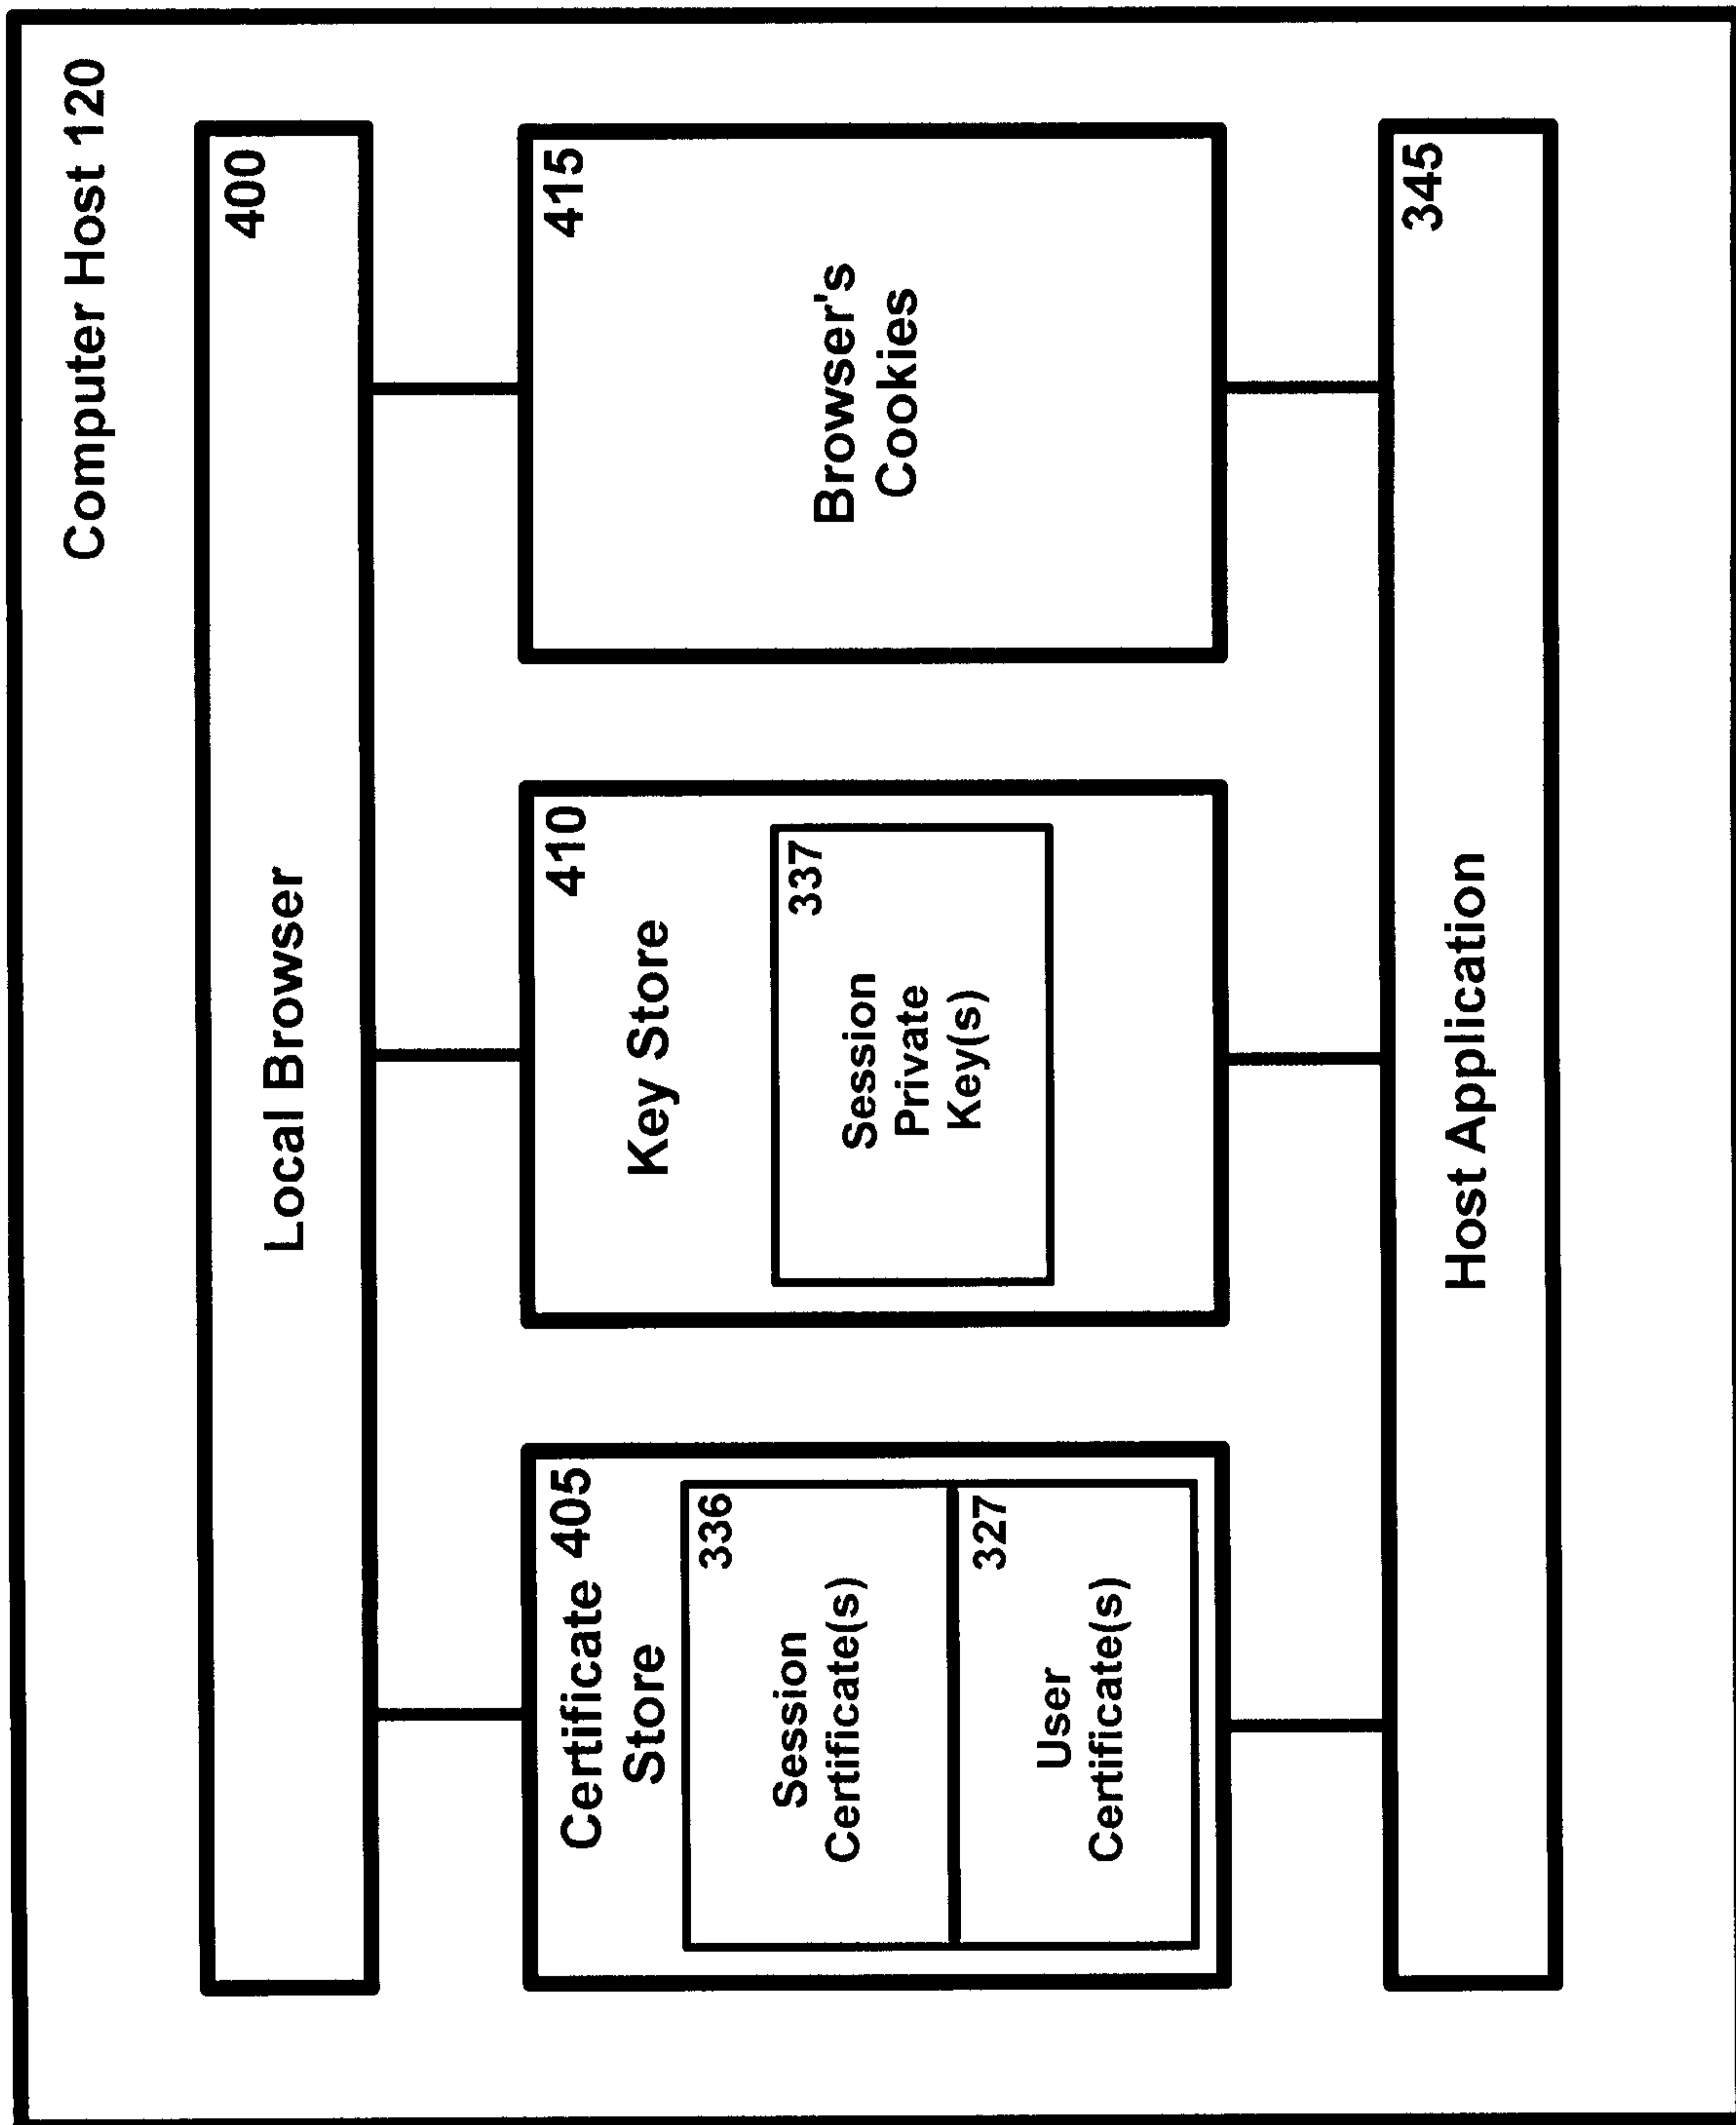 Computer Host 120
400
Local Browser
Certificate 405
Store
336
Session
Certificate(s)
327
User
Certificate(s)
410
Key Store
337
Session
Private
Key(s)
415
Browser's
Cookies
345
Host Application